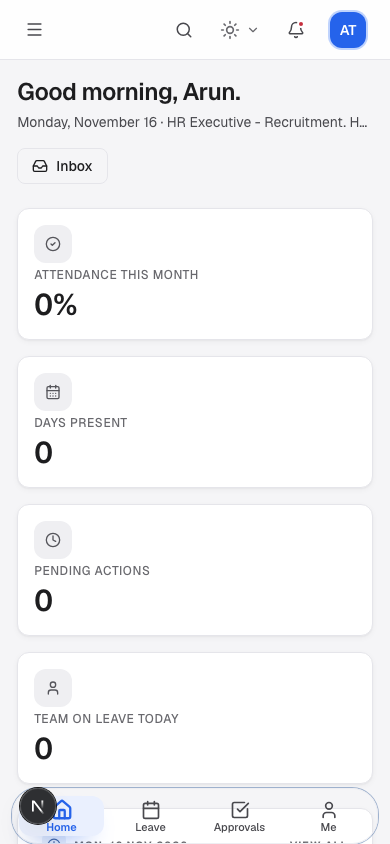 AT
Good morning, Arun.
Monday, November 16 · HR Executive - Recruitment. H...
Inbox
ATTENDANCE THIS MONTH
0%
DAYS PRESENT
0
PENDING ACTIONS
0
TEAM ON LEAVE TODAY
0
N
Home
Leave
Approvals
Me